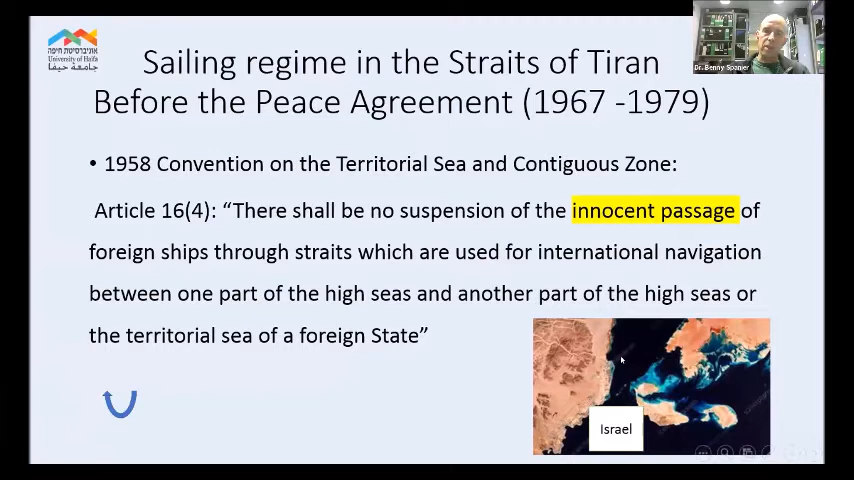 אוניברסיטת חיפה
University of Haifa
جامعة حيفا
Sailing regime in the Straits of Tiran
Before the Peace Agreement (1967 -1979)
Dr. Benny Spanier
• 1958 Convention on the Territorial Sea and Contiguous Zone:
Article 16(4): “There shall be no suspension of the innocent passage of
foreign ships through straits which are used for international navigation
between one part of the high seas and another part of the high seas or
the territorial sea of a foreign State”
Israel